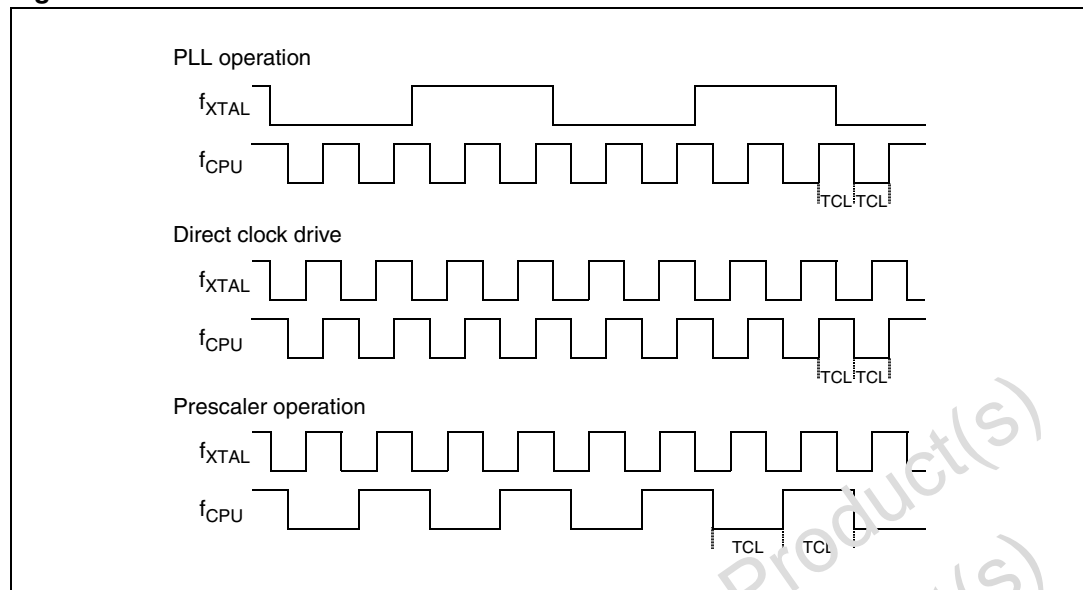 PLL operation
fXTAL
fCPU
TCL TCL
Direct clock drive
fXTAL
fCPU
TCL TCL
Prescaler operation
fXTAL
fCPU
TCL TCL
Product(s)